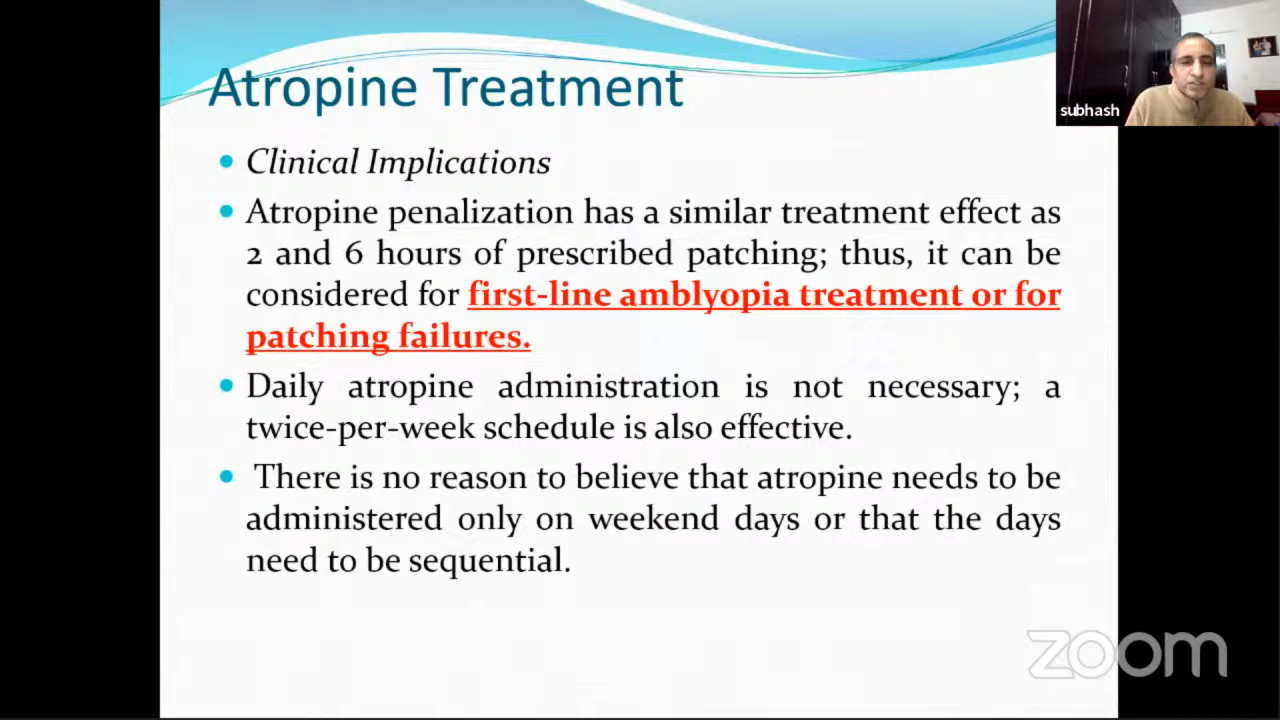 Atropine Treatment
subhash
Clinical Implications
Atropine penalization has a similar treatment effect as
2 and 6 hours of prescribed patching; thus, it can be
considered for first-line amblyopia treatment or for
patching failures.
Daily atropine administration is not necessary; a
twice-per-week schedule is also effective.
There is no reason to believe that atropine needs to be
administered only on weekend days or that the days
need to be sequential.
zoom